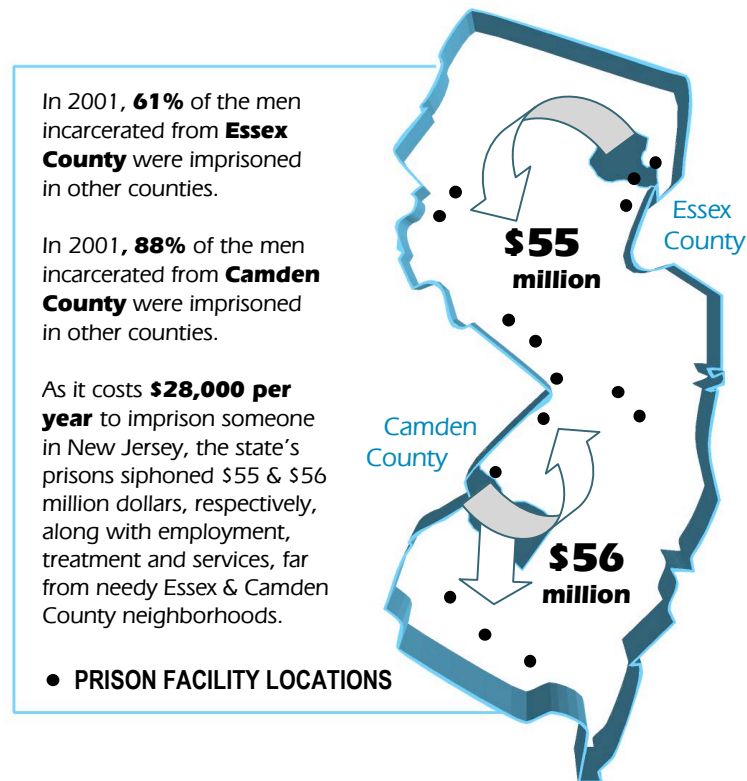 In 2001, 61% of the men
incarcerated from Essex
County were imprisoned
in other counties.
In 2001, 88% of the men
incarcerated from Camden
County were imprisoned
in other counties.
As it costs $28,000 per
year to imprison someone
in New Jersey, the state’s
prisons siphoned $55 & $56
million dollars, respectively,
along with employment,
treatment and services, far
from needy Essex & Camden
County neighborhoods.
● PRISON FACILITY LOCATIONS
Essex
County
$55
million
Camden
County
$56
million